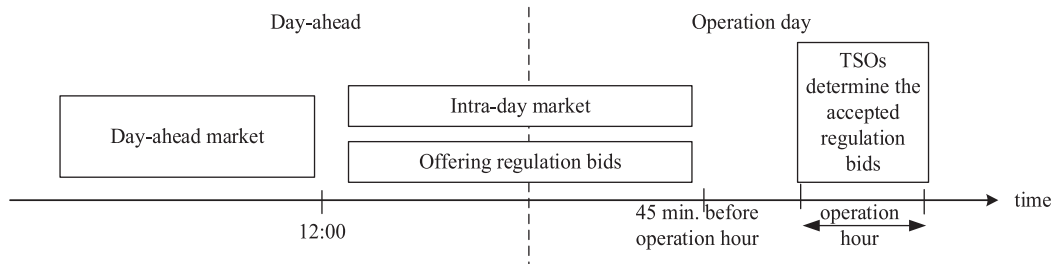 Day-ahead
Operation day
Day-ahead market
Intra-day market
Offering regulation bids
TSOs
determine the
accepted
regulation
bids
time
12:00
45 min. before
operation hour
operation
hour